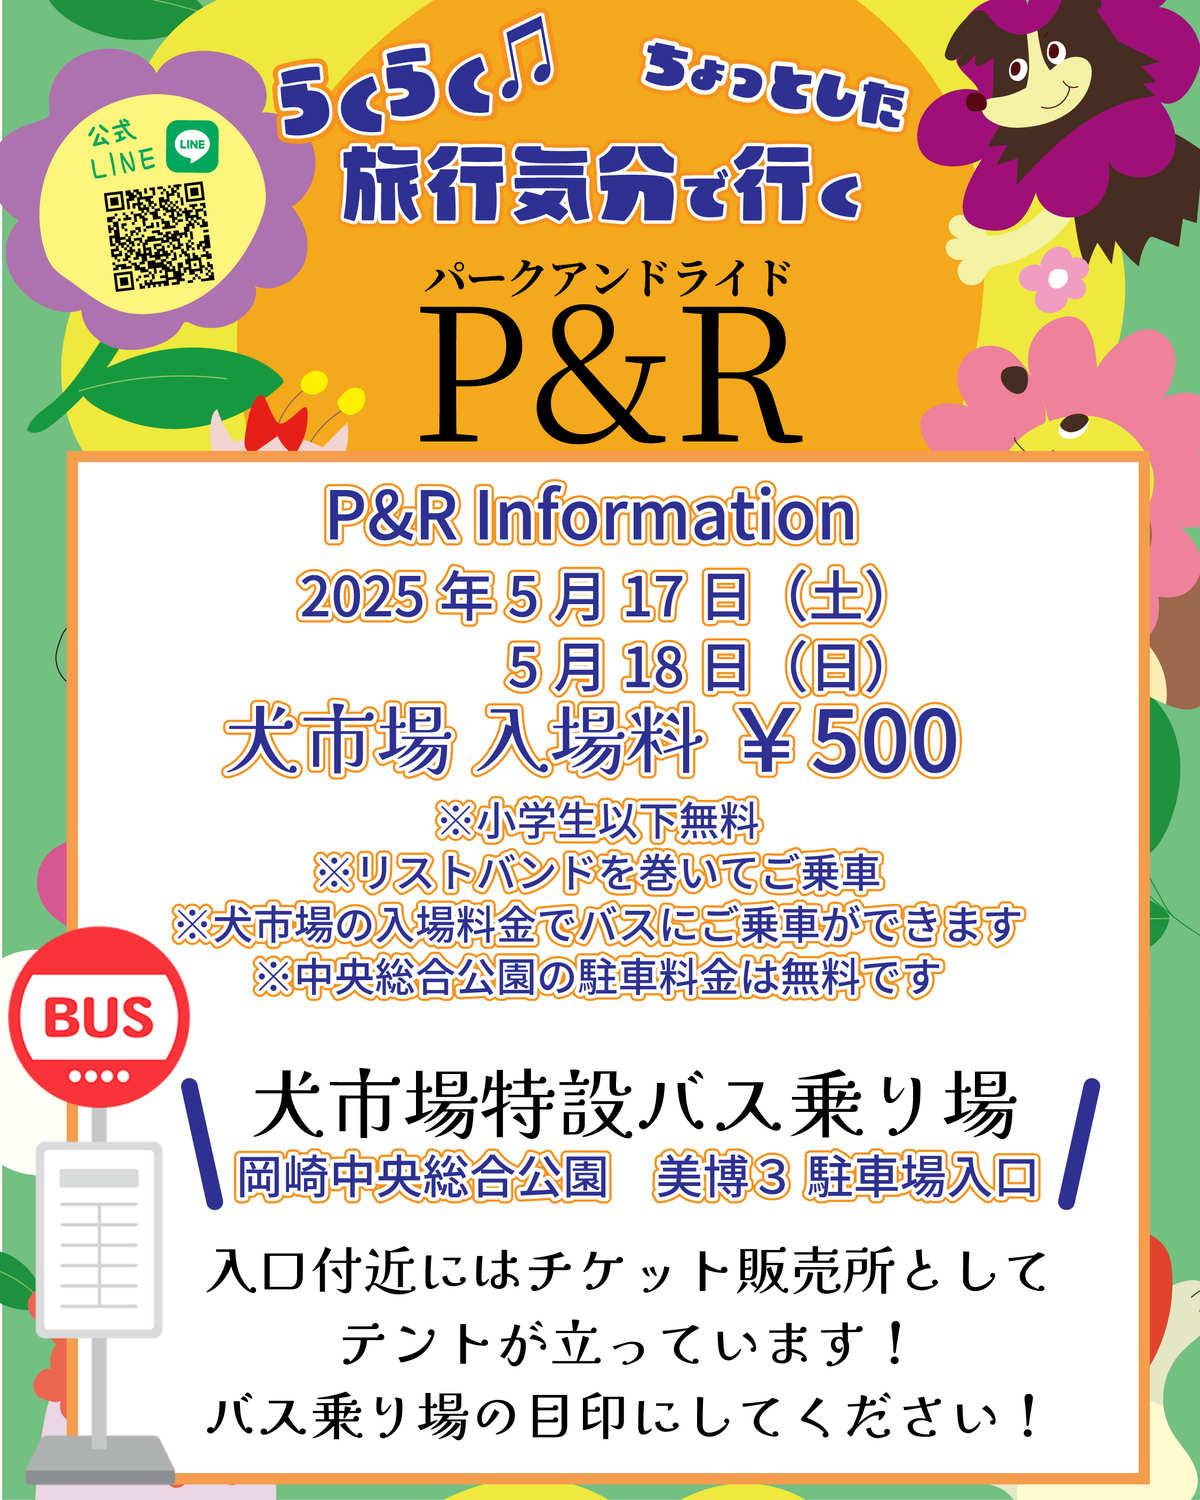 らくらく♫ ちょっとした
旅行気分で行く
公式
LINE
LINE
パークアンドライド
P&R
P&R Information
2025年5月17日（土）
5月18日（日）
犬市場 入場料 ￥500
※小学生以下無料
※リストバンドを巻いてご乗車
※犬市場の入場料金でバスにご乗車ができます
※中央総合公園の駐車料金は無料です
BUS
犬市場特設バス乗り場
岡崎中央総合公園　美博３駐車場入口
入口付近にはチケット販売所として
テントが立っています！
バス乗り場の目印にしてください！